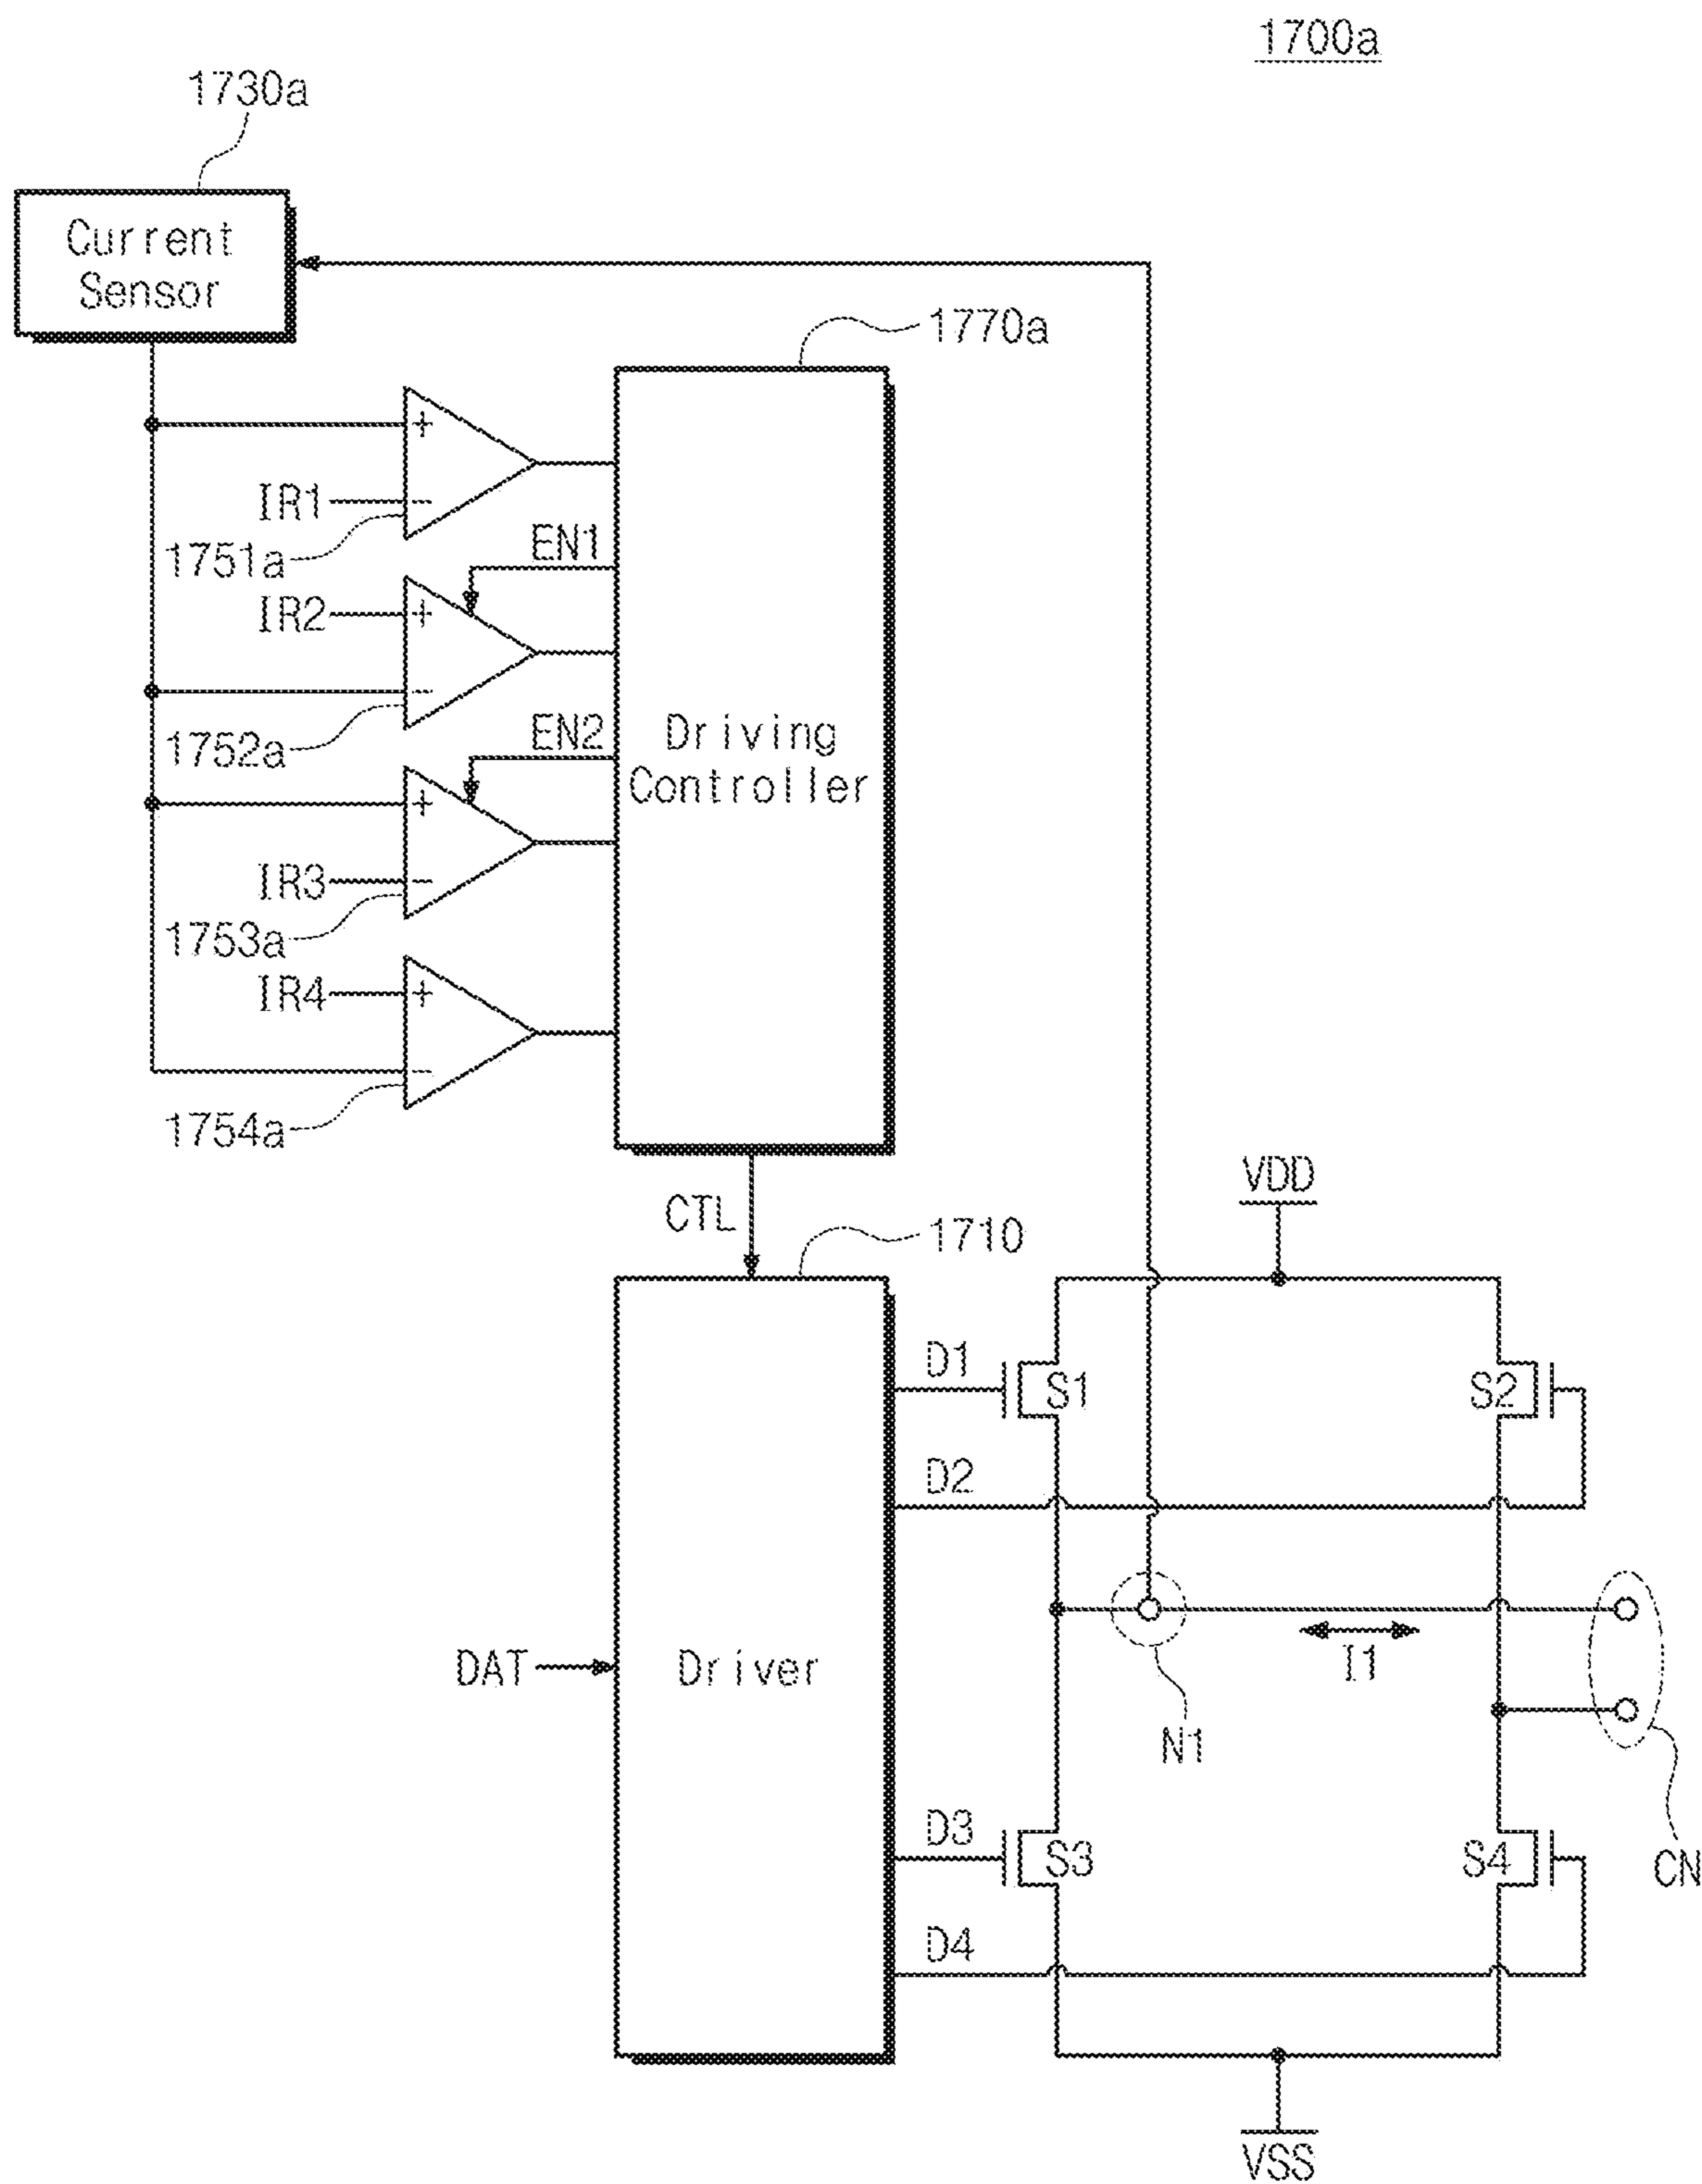 1700a
1730a
Current
Sensor
1770a
+
IR1
-
1751a
EN1
IR2
+
-
1752a
EN2
Driving
Controller
+
IR3
-
1753a
IR4
+
-
1754a
CTL
VDD
1710
D1
S1
S2
D2
DAT
Driver
I1
N1
D3
S3
S4
CN
D4
VSS